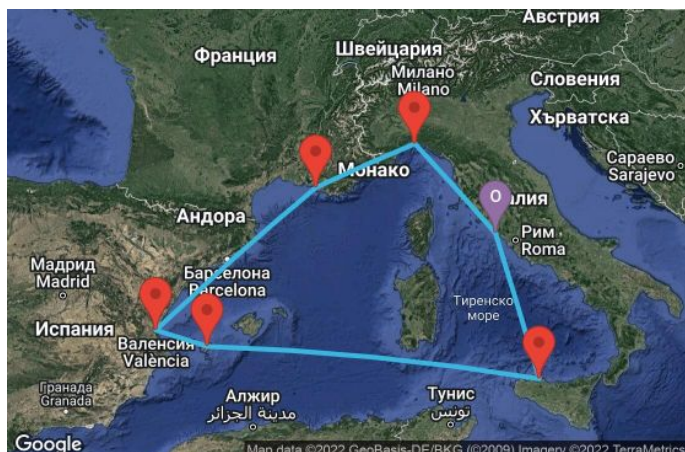 Австрия
Швейцария
Франция
Милано
Milano
Словения
Хърватска
Сараево
Sarajevo
Монако
О
алия
Андора
Рим
Roma
Барселона
Barcelona
Мадрид
Madrid
Тиренско
море
Испания
Валенсия
València
Гранада
Granada
Алжир
مدينة الجزائر
Тунис
تونس
Google
Map data ©2022 GeoBasis-DE/BKG (©2009) Imagery ©2022 TerraMetrics